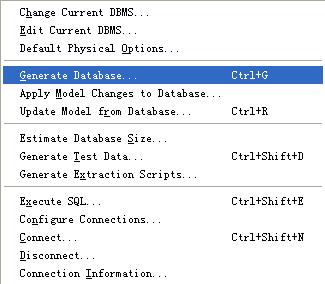 Change Current DBMS...
Edit Current DBMS...
Default Physical Options...
Generate Database... Ctrl+G
Apply Model Changes to Database...
Update Model from Database... Ctrl+R
Estimate Database Size...
Generate Test Data... Ctrl+Shift+D
Generate Extraction Scripts...
Execute SQL... Ctrl+Shift+E
Configure Connections...
Connect... Ctrl+Shift+N
Disconnect...
Connection Information...